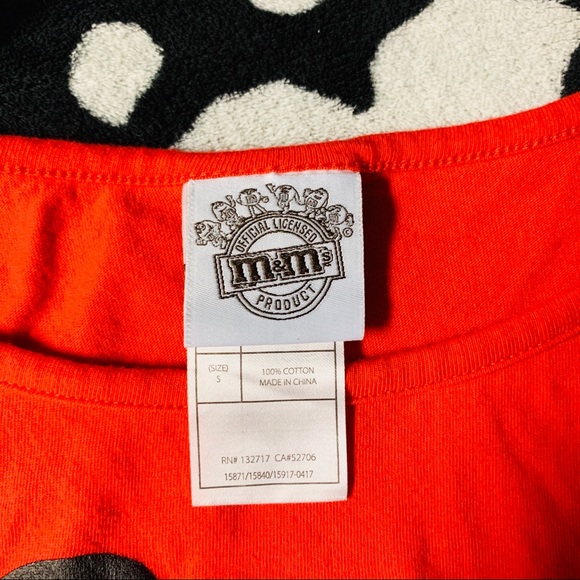 OFFICIAL LICENSED
m&m's
PRODUCT
(SIZE)
S
100% COTTON
MADE IN CHINA
RN# 132717 CA#52706
15871/15840/15917-0417